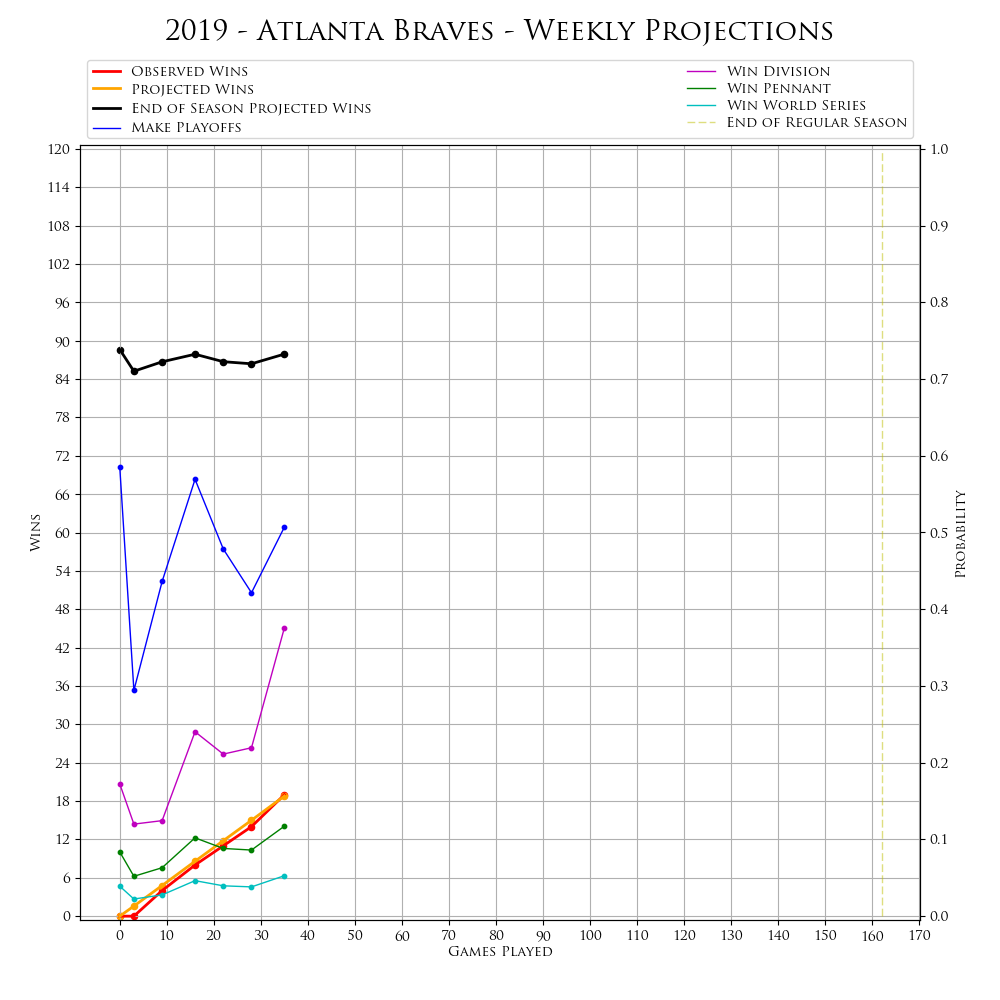 2019 - Atlanta Braves - Weekly Projections
Observed Wins
Projected Wins
End of Season Projected Wins
Make Playoffs
Win Division
Win Pennant
Win World Series
End of Regular Season
120
114
108
102
96
90
84
78
72
66
60
54
48
42
36
30
24
18
12
6
0
Wins
1.0
0.9
0.8
0.7
0.6
0.5
0.4
0.3
0.2
0.1
0.0
Probability
0 10 20 30 40 50 60 70 80 90 100 110 120 130 140 150 160 170
Games Played